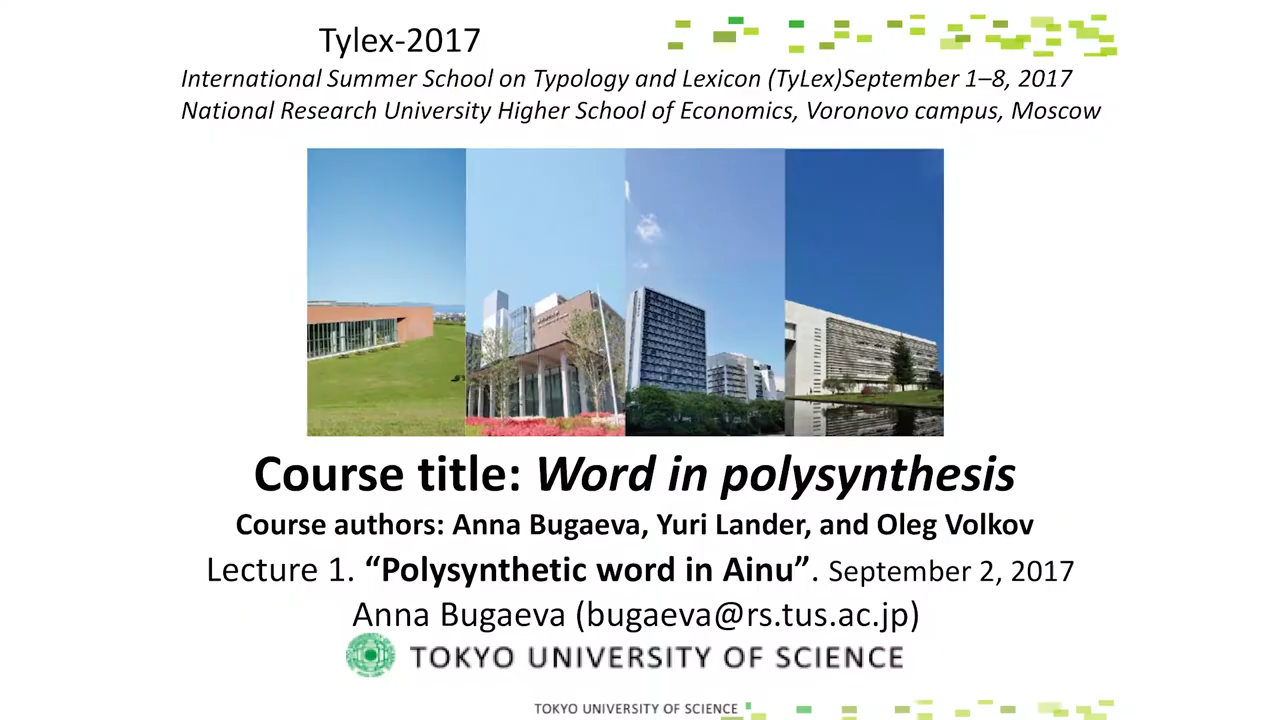 Tylex-2017
International Summer School on Typology and Lexicon (TyLex)September 1–8, 2017
National Research University Higher School of Economics, Voronovo campus, Moscow
Course title: Word in polysynthesis
Course authors: Anna Bugaeva, Yuri Lander, and Oleg Volkov
Lecture 1. “Polysynthetic word in Ainu”. September 2, 2017
Anna Bugaeva (bugaeva@rs.tus.ac.jp)
TOKYO UNIVERSITY OF SCIENCE
TOKYO UNIVERSITY OF SCIENCE